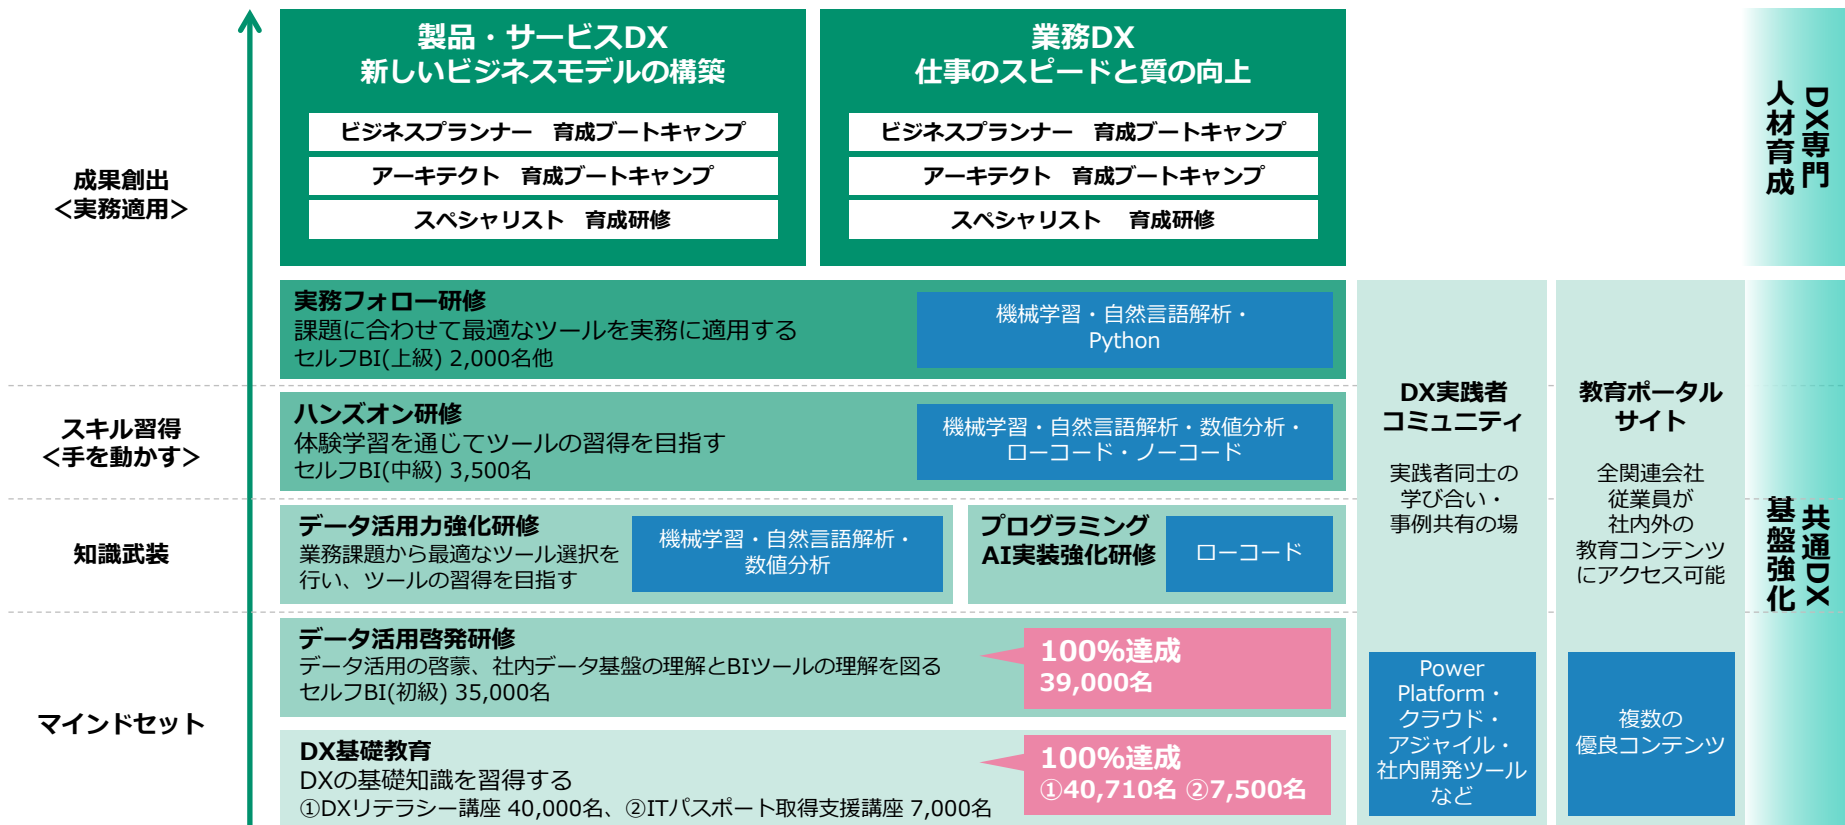 製品・サービスDX
新しいビジネスモデルの構築
ビジネスプランナー　育成ブートキャンプ
アーキテクト　育成ブートキャンプ
スペシャリスト　育成研修
業務DX
仕事のスピードと質の向上
ビジネスプランナー　育成ブートキャンプ
アーキテクト　育成ブートキャンプ
スペシャリスト　育成研修
DX専門
人材育成
成果創出
<実務適用>
実務フォロー研修
課題に合わせて最適なツールを実務に適用する
セルフBI(上級) 2,000名他
機械学習・自然言語解析・
Python
スキル習得
<手を動かす>
ハンズオン研修
体験学習を通じてツールの習得を目指す
セルフBI(中級) 3,500名
機械学習・自然言語解析・数値分析・
ローコード・ノーコード
知識武装
データ活用力強化研修
業務課題から最適なツール選択を
行い、ツールの習得を目指す
機械学習・自然言語解析・
数値分析
プログラミング
AI実装強化研修
ローコード
マインドセット
データ活用啓発研修
データ活用の啓蒙、社内データ基盤の理解とBIツールの理解を図る
セルフBI(初級) 35,000名
100%達成
39,000名
DX基礎教育
DXの基礎知識を習得する
①DXリテラシー講座 40,000名、②ITパスポート取得支援講座 7,000名
100%達成
①40,710名 ②7,500名
DX実践者
コミュニティ
実践者同士の
学び合い・
事例共有の場
Power
Platform・
クラウド・
アジャイル・
社内開発ツール
など
教育ポータル
サイト
全関連会社
従業員が
社内外の
教育コンテンツ
にアクセス可能
複数の
優良コンテンツ
共通DX
基盤強化